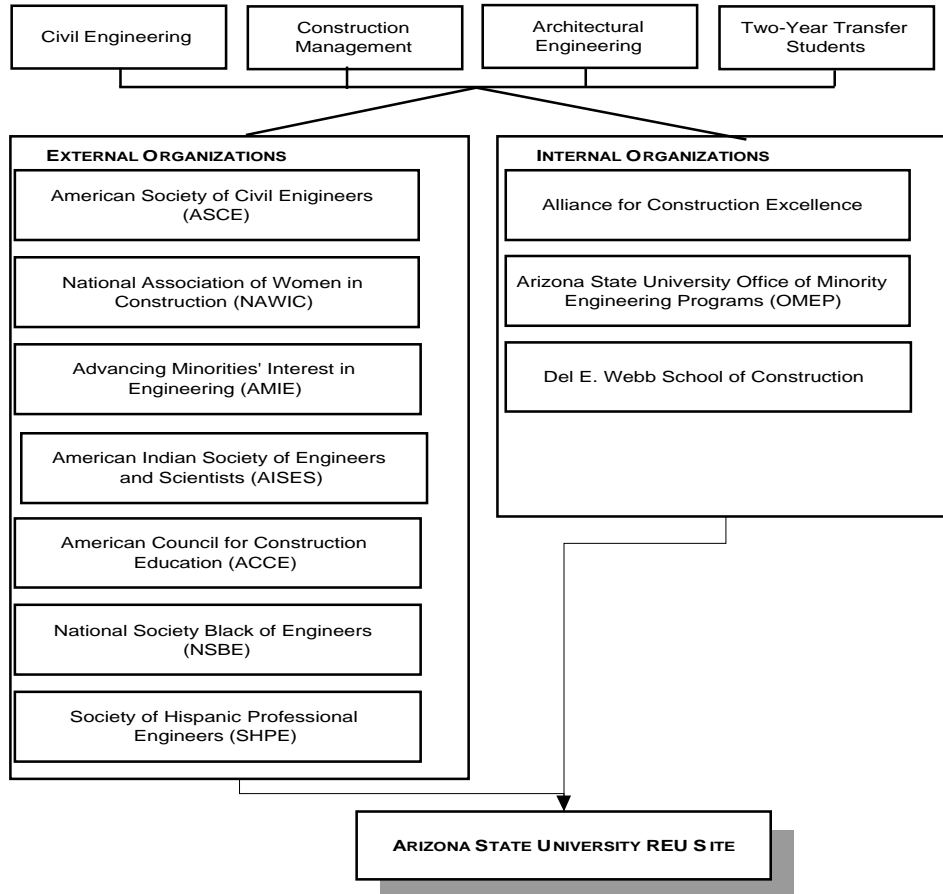 Civil Engineering
Construction
Management
Architectural
Engineering
Two-Year Transfer
Students
EXTERNAL ORGANIZATIONS
American Society of Civil Enigineers
(ASCE)
National Association of Women in
Construction (NAWIC)
Advancing Minorities' Interest in
Engineering (AMIE)
American Indian Society of Engineers
and Scientists (AISES)
American Council for Construction
Education (ACCE)
National Society Black of Engineers
(NSBE)
Society of Hispanic Professional
Engineers (SHPE)
INTERNAL ORGANIZATIONS
Alliance for Construction Excellence
Arizona State University Office of Minority
Engineering Programs (OMEP)
Del E. Webb School of Construction
ARIZONA STATE UNIVERSITY REU SITE